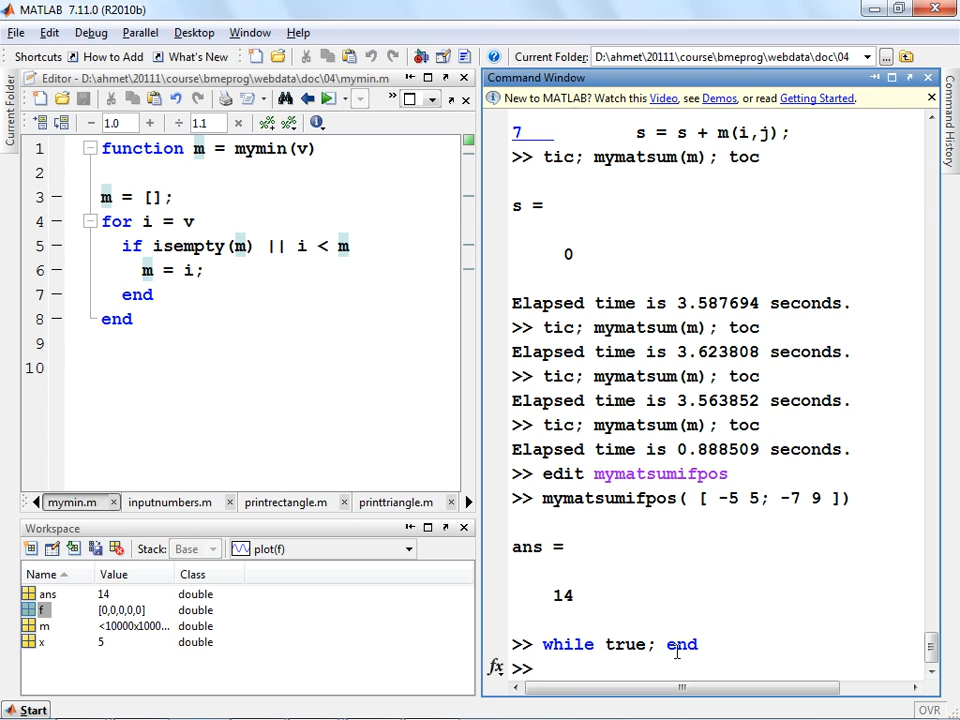 MATLAB 7.11.0 (R2010b)
File Edit Debug Parallel Desktop Window Help
Shortcuts How to Add What's New Current Folder: D:\ahmet\20111\course\bmeprog\webdata\doc\04
Current Folder
Editor - D:\ahmet\20111\course\bmeprog\webdata\doc\04\mymin.m
− 1.0 + ÷ 1.1 ×
1 function m = mymin(v)
2
3 — m = [];
4 — for i = v
5 — if isempty(m) || i < m
6 — m = i;
7 — end
8 — end
9
10
mymin.m × inputnumbers.m × printrectangle.m × printtriangle.m ×
Workspace
Stack: Base plot(f)
Name Value Class
ans 14 double
f [0,0,0,0,0] double
m <10000x1000... double
x 5 double
Command Window
New to MATLAB? Watch this Video, see Demos, or read Getting Started.
7 s = s + m(i,j);
>> tic; mymatsum(m); toc
s =
0
Elapsed time is 3.587694 seconds.
>> tic; mymatsum(m); toc
Elapsed time is 3.623808 seconds.
>> tic; mymatsum(m); toc
Elapsed time is 3.563852 seconds.
>> tic; mymatsum(m); toc
Elapsed time is 0.888509 seconds.
>> edit mymatsumifpos
>> mymatsumifpos( [ -5 5; -7 9 ])
ans =
14
>> while true; end
fx >>
Command History
Start
OVR